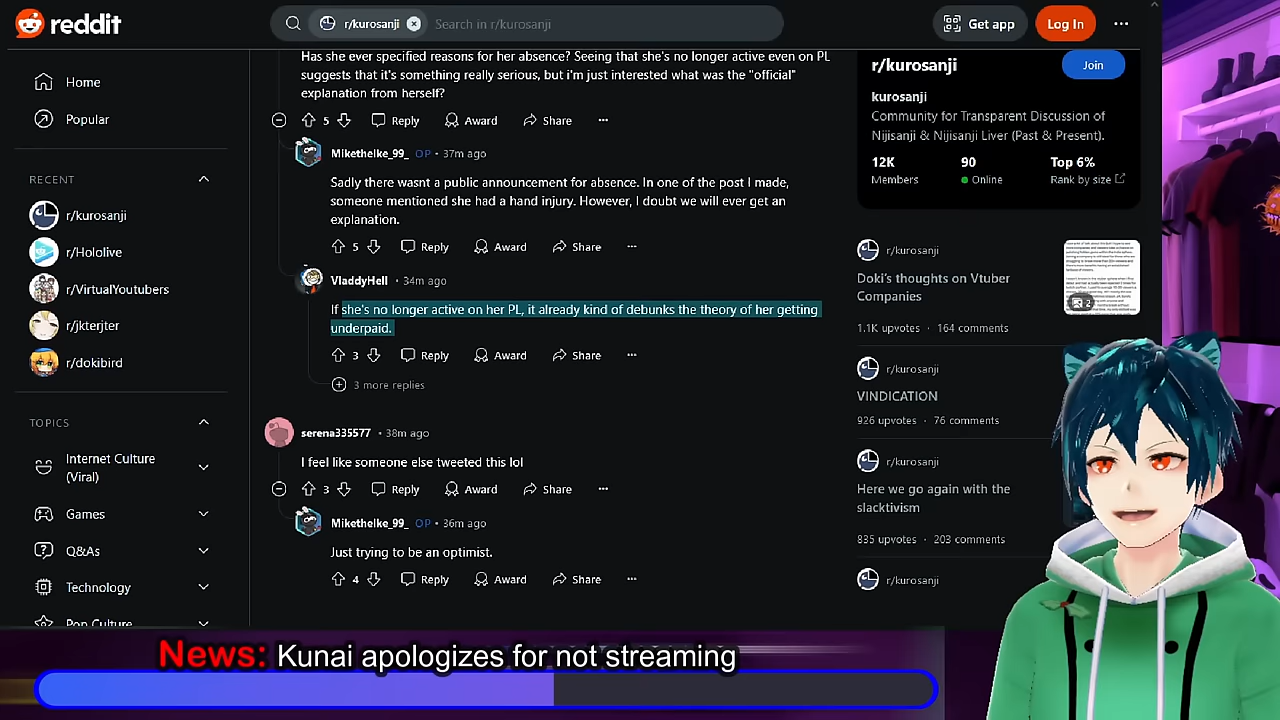 reddit
r/kurosanji
Search in r/kurosanji
Get app
Log In
Home
Popular
RECENT
r/kurosanji
r/Hololive
r/VirtualYoutubers
r/jkterjter
r/dokibird
TOPICS
Internet Culture
(Viral)
Games
Q&As
Technology
Pop Culture
Has she ever specified reasons for her absence? Seeing that she's no longer active even on PL
suggests that something really serious, but i'm just interested what was the "official"
explanation from herself?
5 Reply Award Share
Mikethelke_99_ OP • 37m ago
Sadly there wasnt a public announcement for absence. In one of the post I made,
someone mentioned she had a hand injury. However, I doubt we will ever get an
explanation.
5 Reply Award Share
m ago
If she's not even active on her PL, it already kind of debunks this theory of her getting
underpaid.
3 Reply Award Share
3 more replies
serena335577 • 38m ago
I feel like someone else tweeted this lol
3 Reply Award Share
Mikethelke_99_ OP • 36m ago
Just trying to be an optimist.
4 Reply Award Share
r/kurosanji
Join
kurosanji
Community for Transparent Discussion of
Nijisanji & Nijisanji Liver (Past & Present).
12K 90 Top 6%
Members Online Rank by size
r/kurosanji
Doki's thoughts on Vtuber
Companies
1.1K upvotes • 164 comments
r/kurosanji
VINDICATION
926 upvotes • 76 comments
r/kurosanji
Here we go again with the
slacktivism
835 upvotes • 203 comments
r/kurosanji
News: Kunai apologizes for not streaming